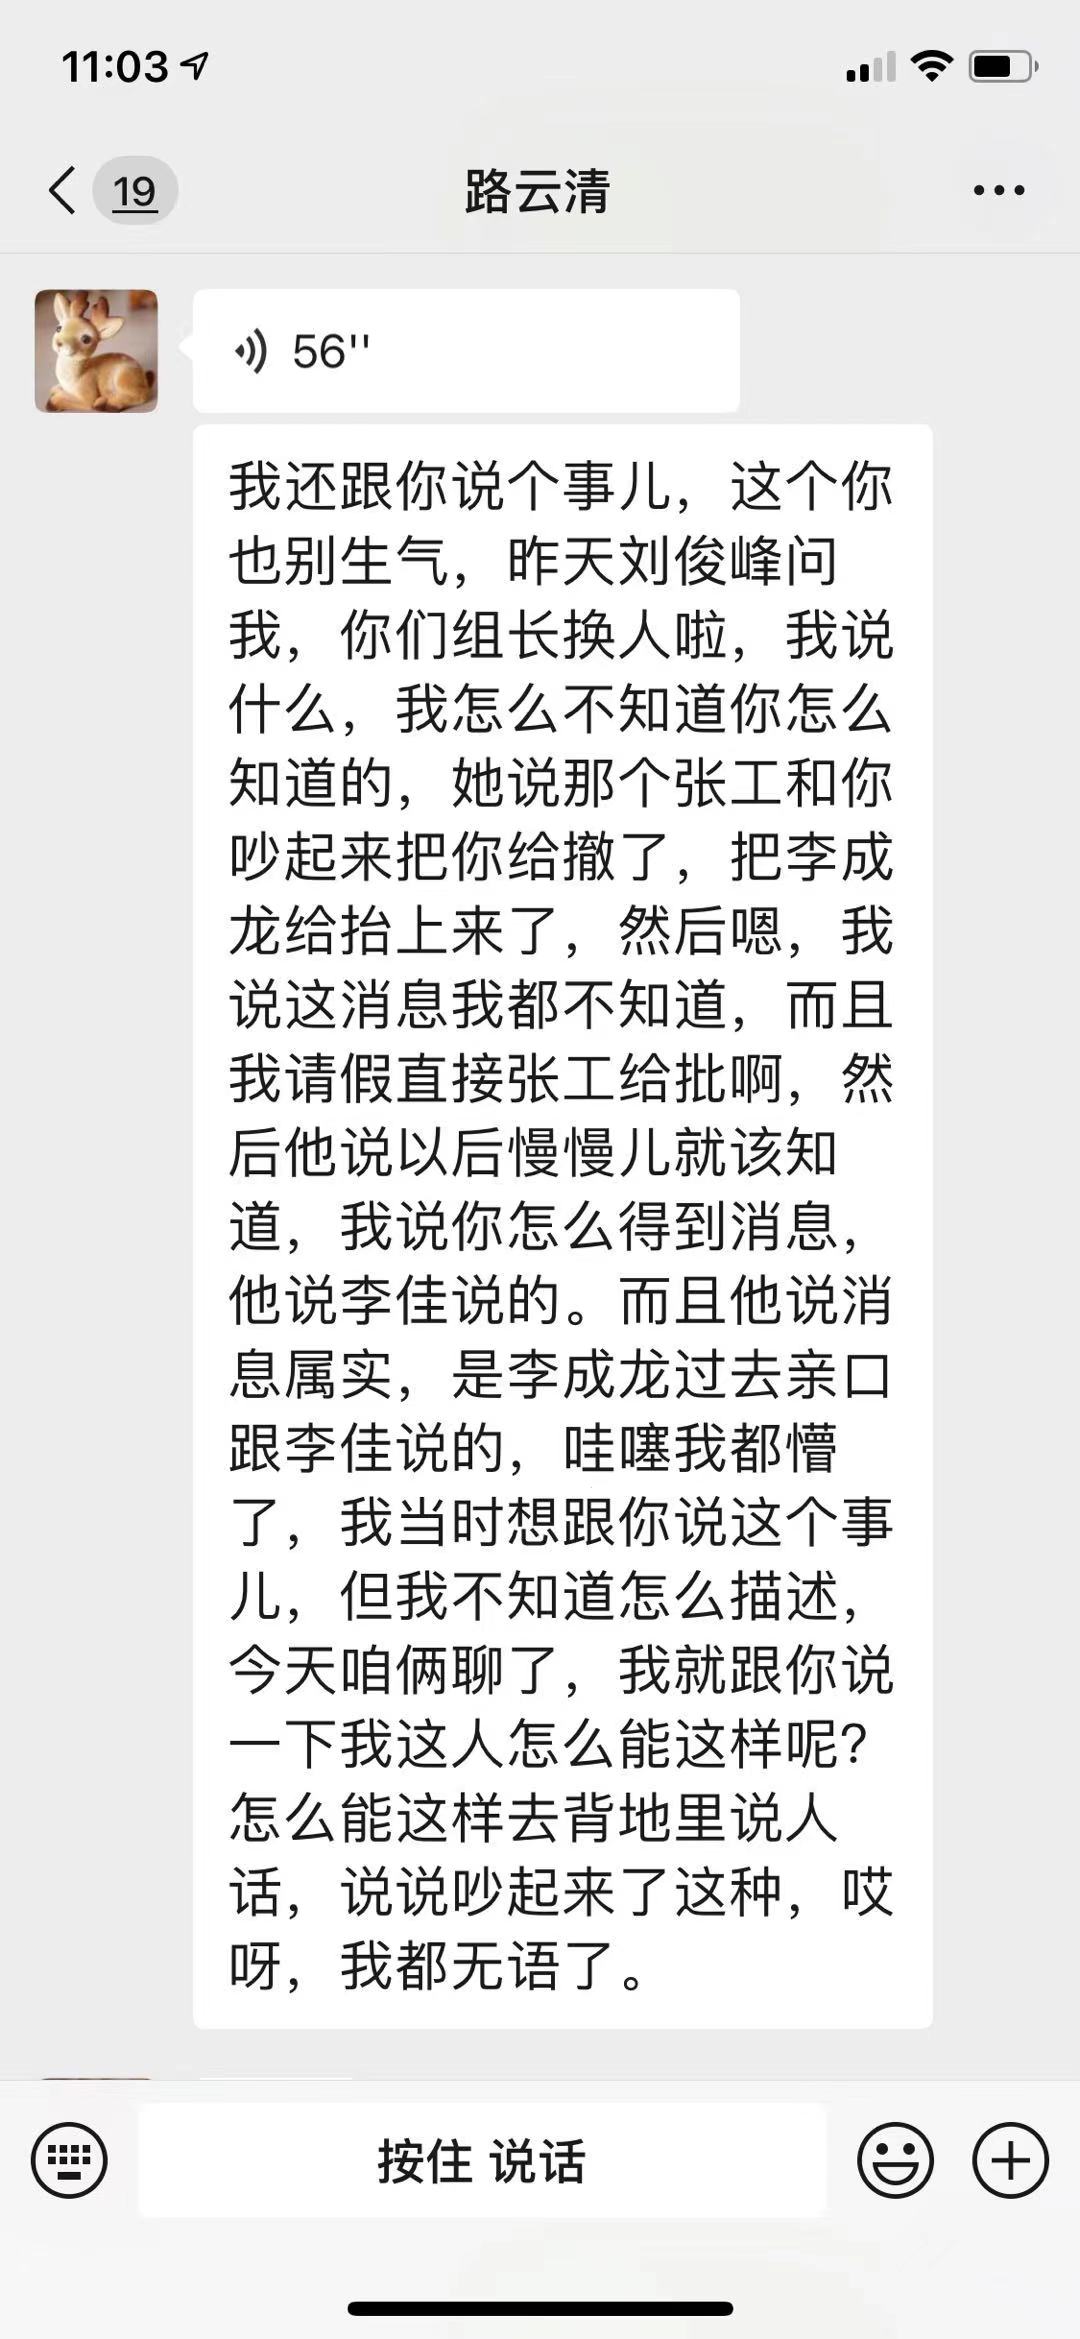 11:03
19
路云清
56''
我还跟你说个事儿，这个你
也别生气，昨天刘俊峰问
我，你们组长换人啦，我说
什么，我怎么不知道你怎么
知道的，她说那个张工和你
吵起来把你给撤了，把李成
龙给抬上来了，然后嗯，我
说这消息我都不知道，而且
我请假直接张工给批啊，然
后他说以后慢慢儿就该知
道，我说你怎么得到消息，
他说李佳说的。而且他说消
息属实，是李成龙过去亲口
跟李佳说的，哇噻我都懵
了，我当时想跟你说这个事
儿，但我不知道怎么描述，
今天咱俩聊了，我就跟你说
一下我这人怎么能这样呢？
怎么能这样去背地里说人
话，说说吵起来了这种，哎
呀，我都无语了。
按住 说话